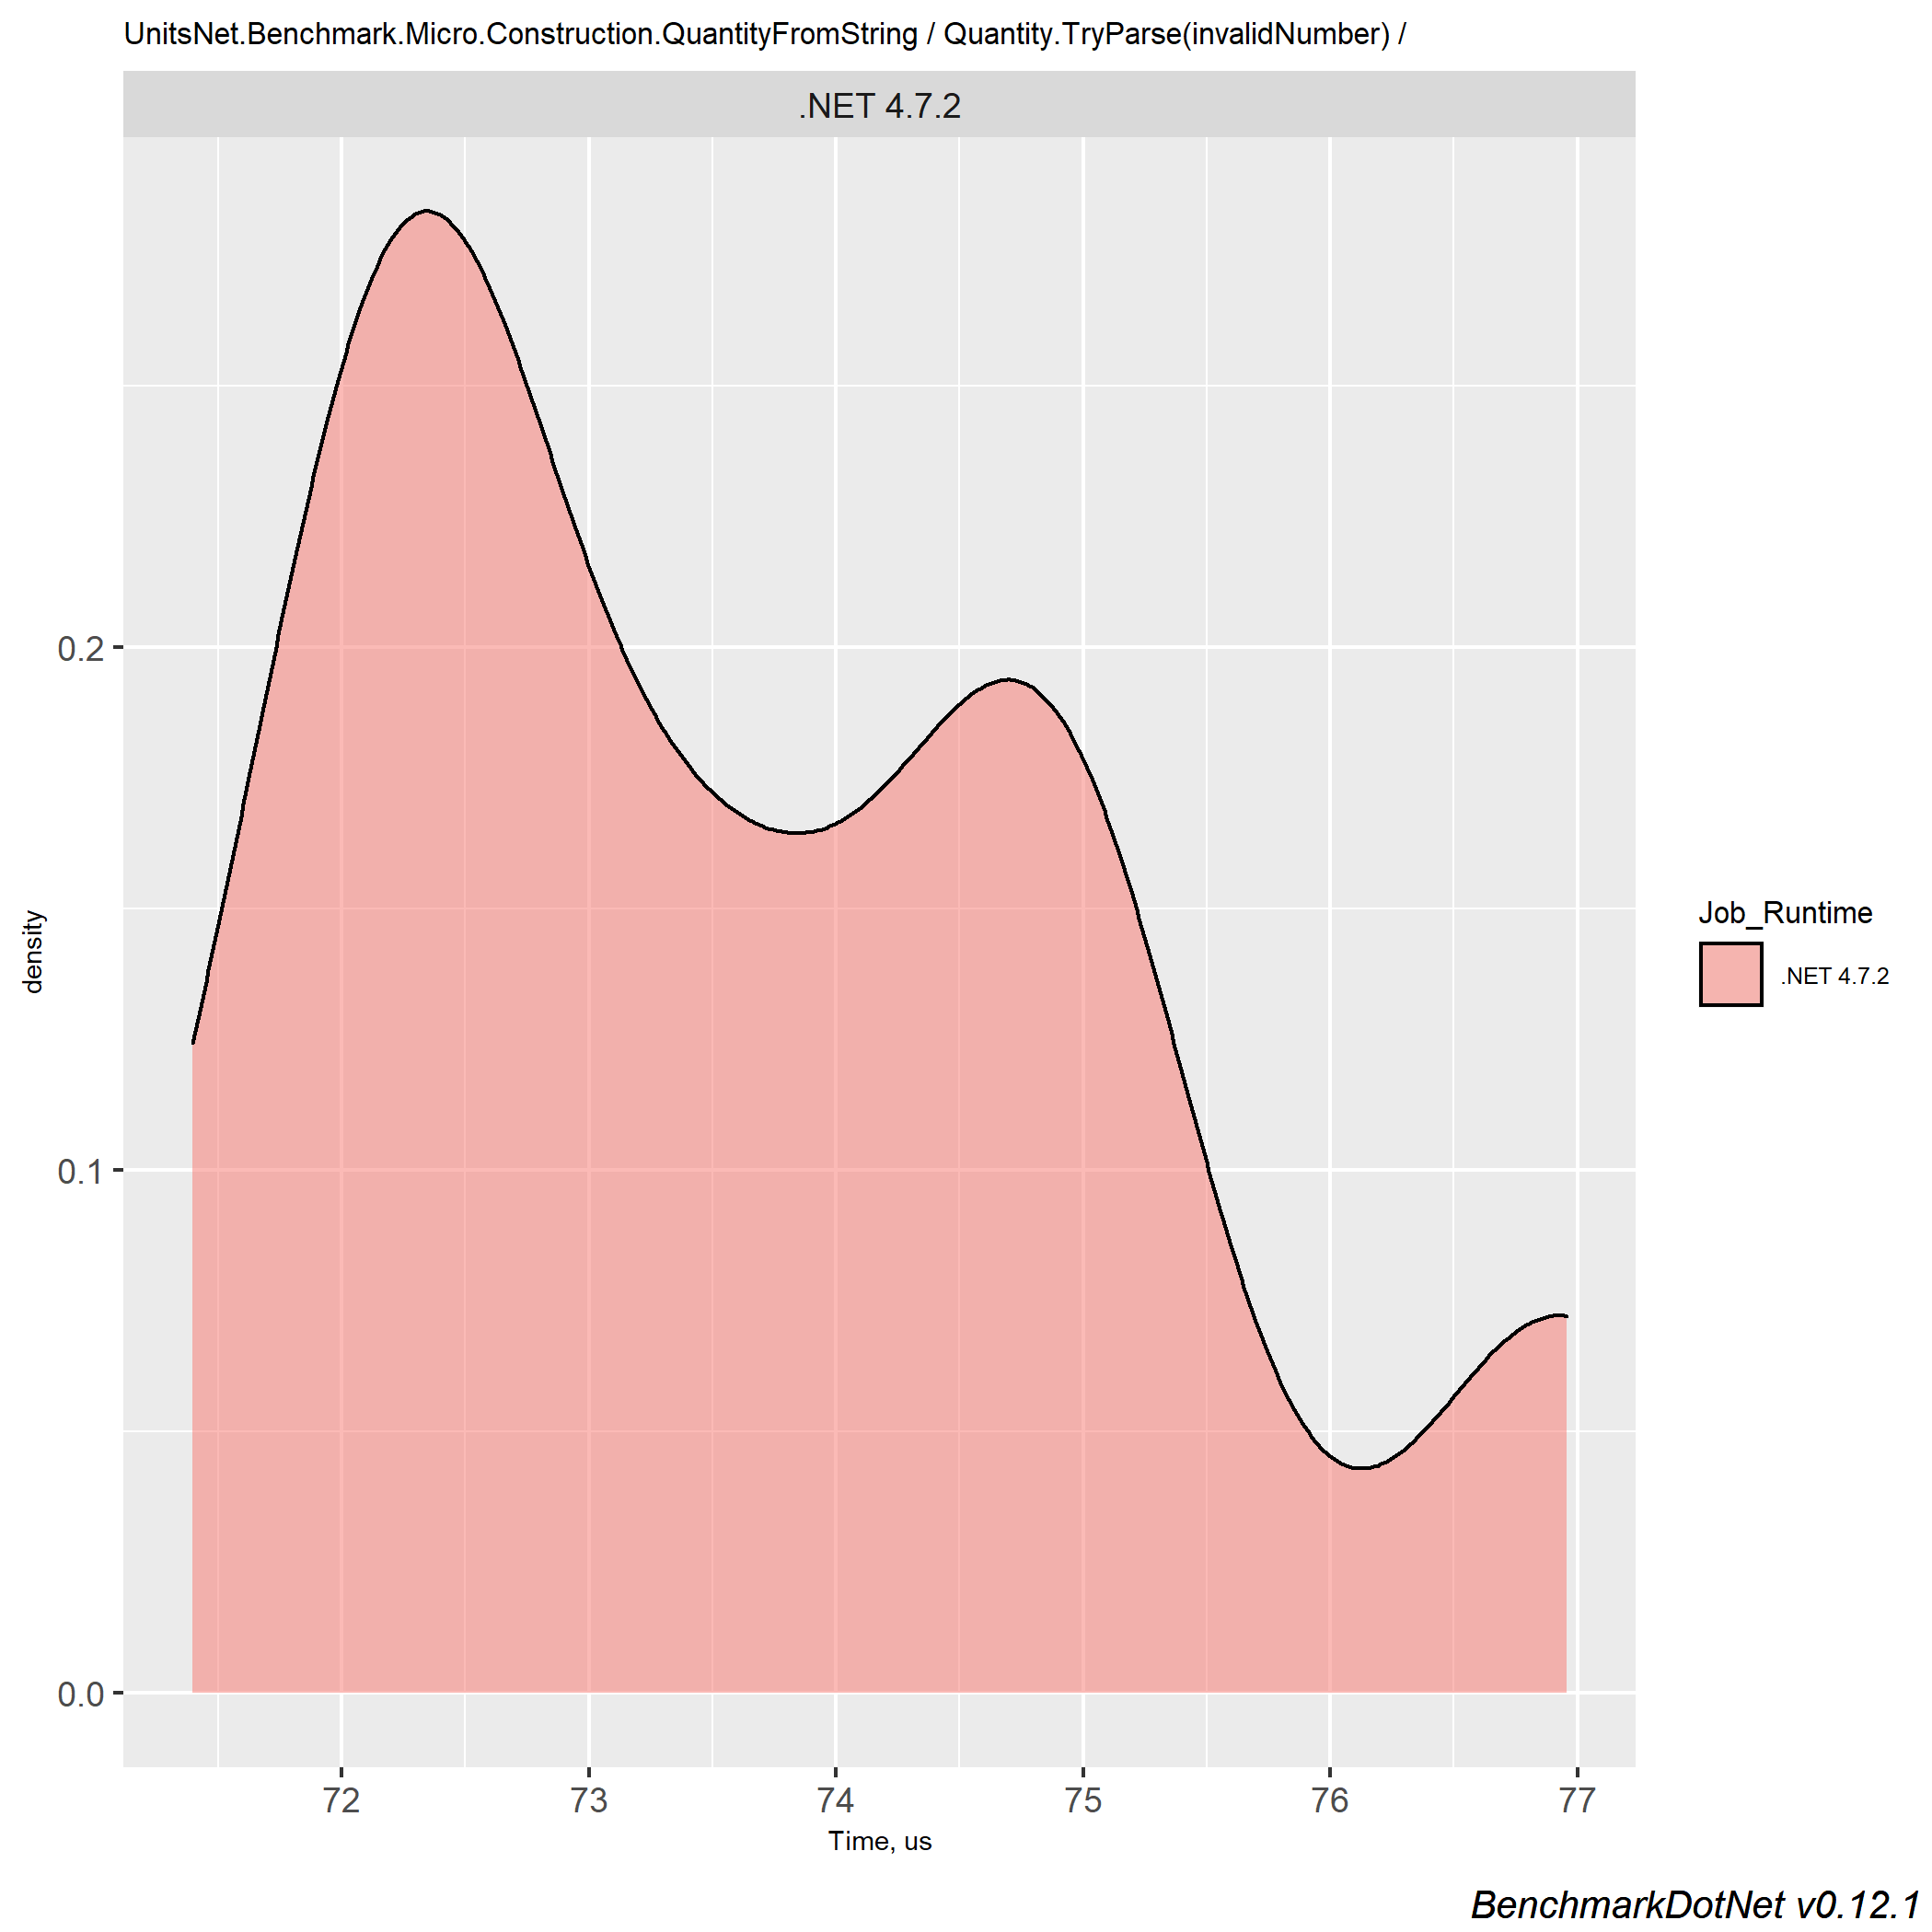 UnitsNet.Benchmark.Micro.Construction.QuantityFromString / Quantity.TryParse(invalidNumber) /
.NET 4.7.2
0.2
0.1
0.0
density
72 73 74 75 76 77
Time, us
Job_Runtime
.NET 4.7.2
BenchmarkDotNet v0.12.1